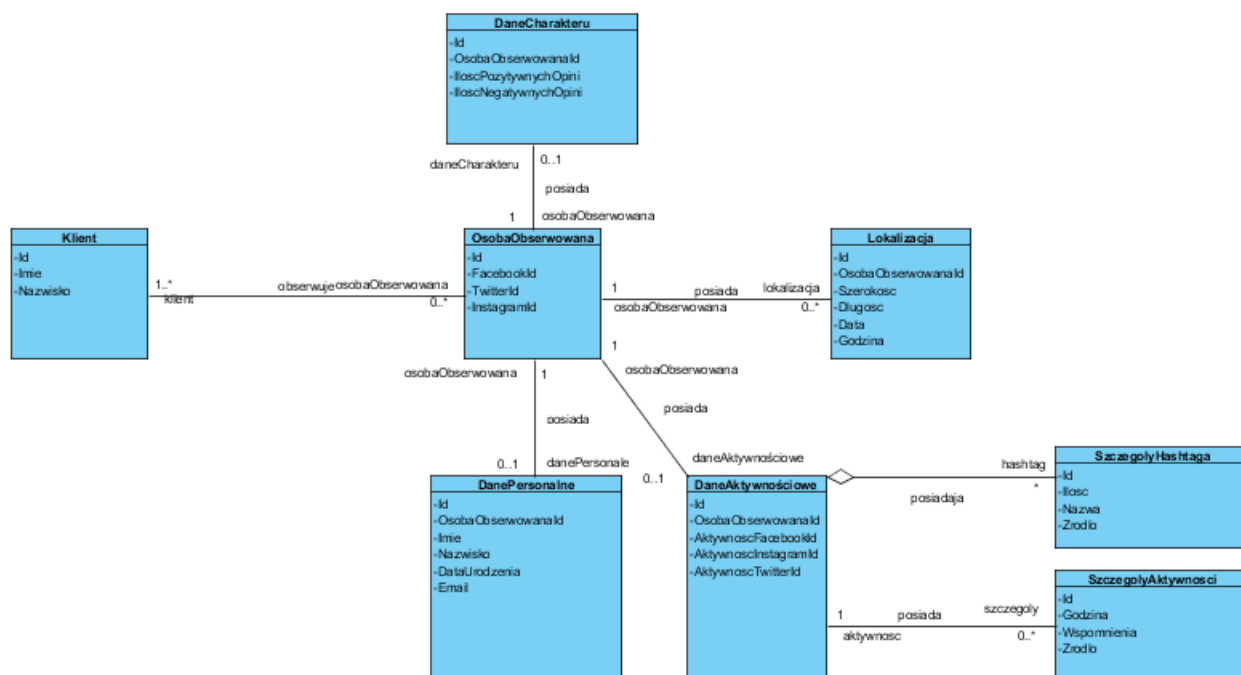 DaneCharakteru
-Id
-OsobaObserwowanaId
-IloscPozytywnychOpini
-IloscNegatywnychOpini
daneCharakteru
0..1
posiada
1
osobaObserwowana
Klient
-Id
-Imie
-Nazwisko
1..*
klient
obserwuje
osobaObserwowana
0..*
OsobaObserwowana
-Id
-FacebookId
-TwitterId
-InstagramId
1
osobaObserwowana
posiada
lokalizacja
0..*
Lokalizacja
-Id
-OsobaObserwowanaId
-Szerokosc
-Dlugosc
-Data
-Godzina
osobaObserwowana
1
posiada
0..1
danePersonale
1
osobaObserwowana
posiada
daneAktywnościowe
0..1
DanePersonalne
-Id
-OsobaObserwowanaId
-Imie
-Nazwisko
-DataUrodzenia
-Email
DaneAktywnościowe
-Id
-OsobaObserwowanaId
-AktywnoscFacebookId
-AktywnoscInstagramId
-AktywnoscTwitterId
hashtag
posiadaja
*
SzczegolyHashtaga
-Id
-Ilosc
-Nazwa
-Zrodlo
1
aktywnosc
posiada
szczegoly
0..*
SzczegolyAktywnosci
-Id
-Godzina
-Wspomnienia
-Zrodlo